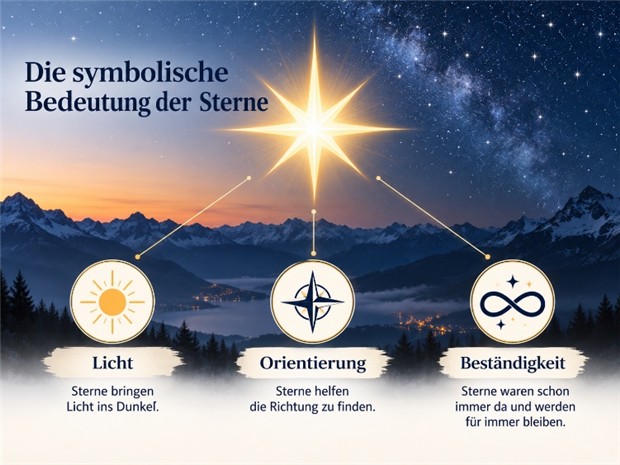 Die symbolische
Bedeutung der Sterne
Licht
Sterne bringen
Licht ins Dunkel.
Orientierung
Sterne helfen
die Richtung zu finden.
Beständigkeit
Sterne waren schon
immer da und werden
für immer bleiben.